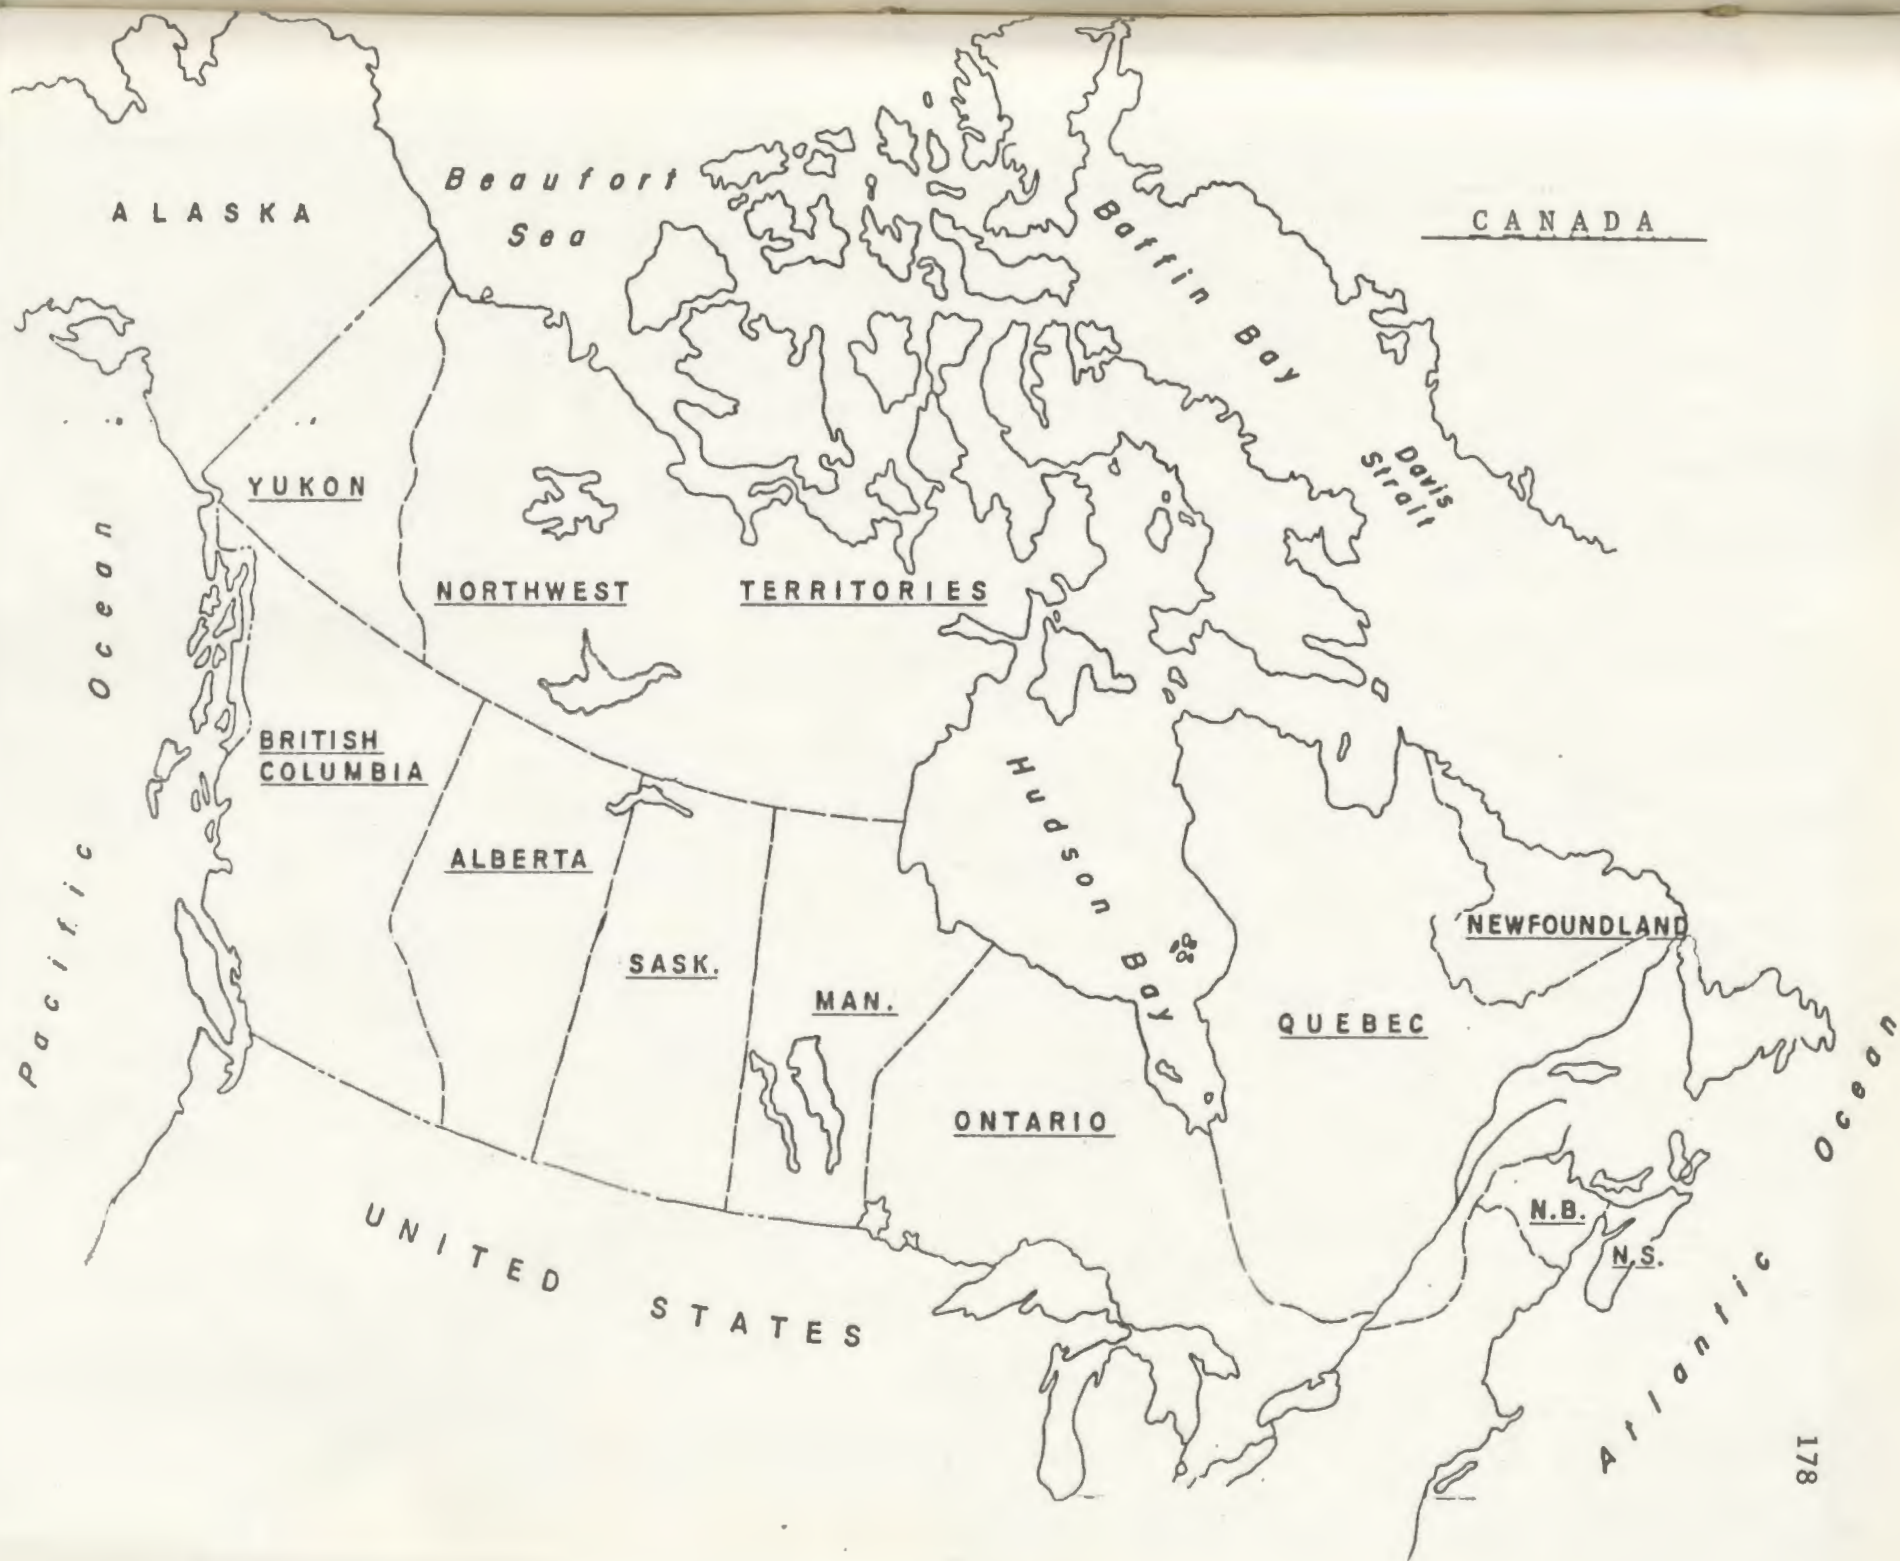 CANADA
ALASKA
Beaufort
Sea
Baffin Bay
Davis
Strait
YUKON
NORTHWEST TERRITORIES
Pacific Ocean
BRITISH
COLUMBIA
ALBERTA
SASK.
MAN.
Hudson Bay
ONTARIO
QUEBEC
NEWFOUNDLAND
N.B.
N.S.
UNITED STATES
Atlantic Ocean
178